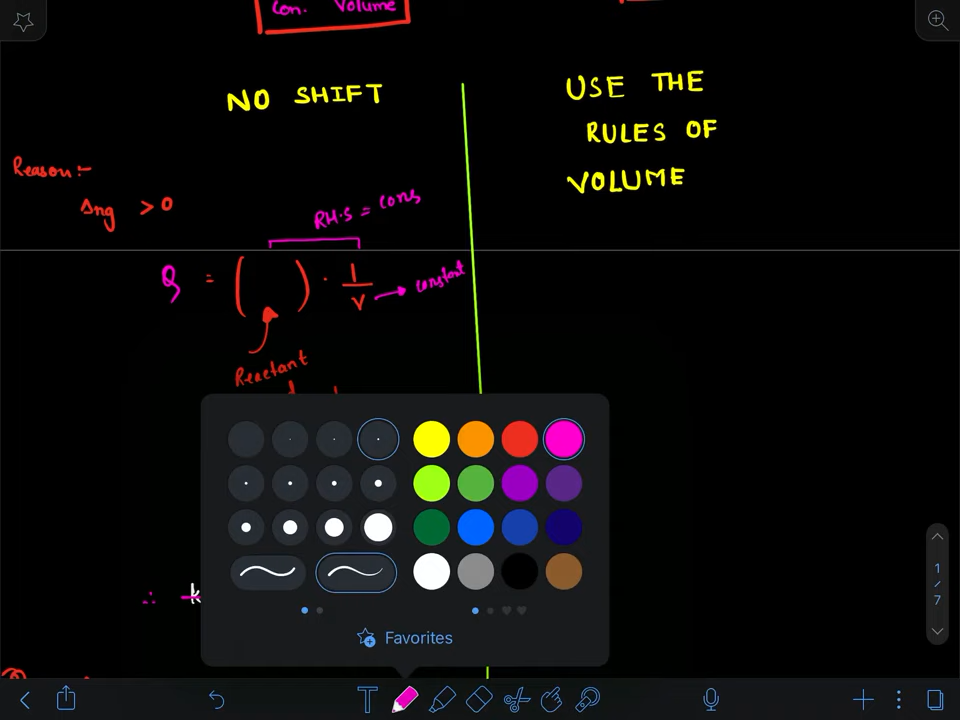 Con. Volume
NO SHIFT
USE THE
RULES OF
VOLUME
Reason:-
Δng > 0
RH.S = Cons
Q = ( ) · 1/V → constant
Reactant
∴ k
1
/
7
Favorites
T